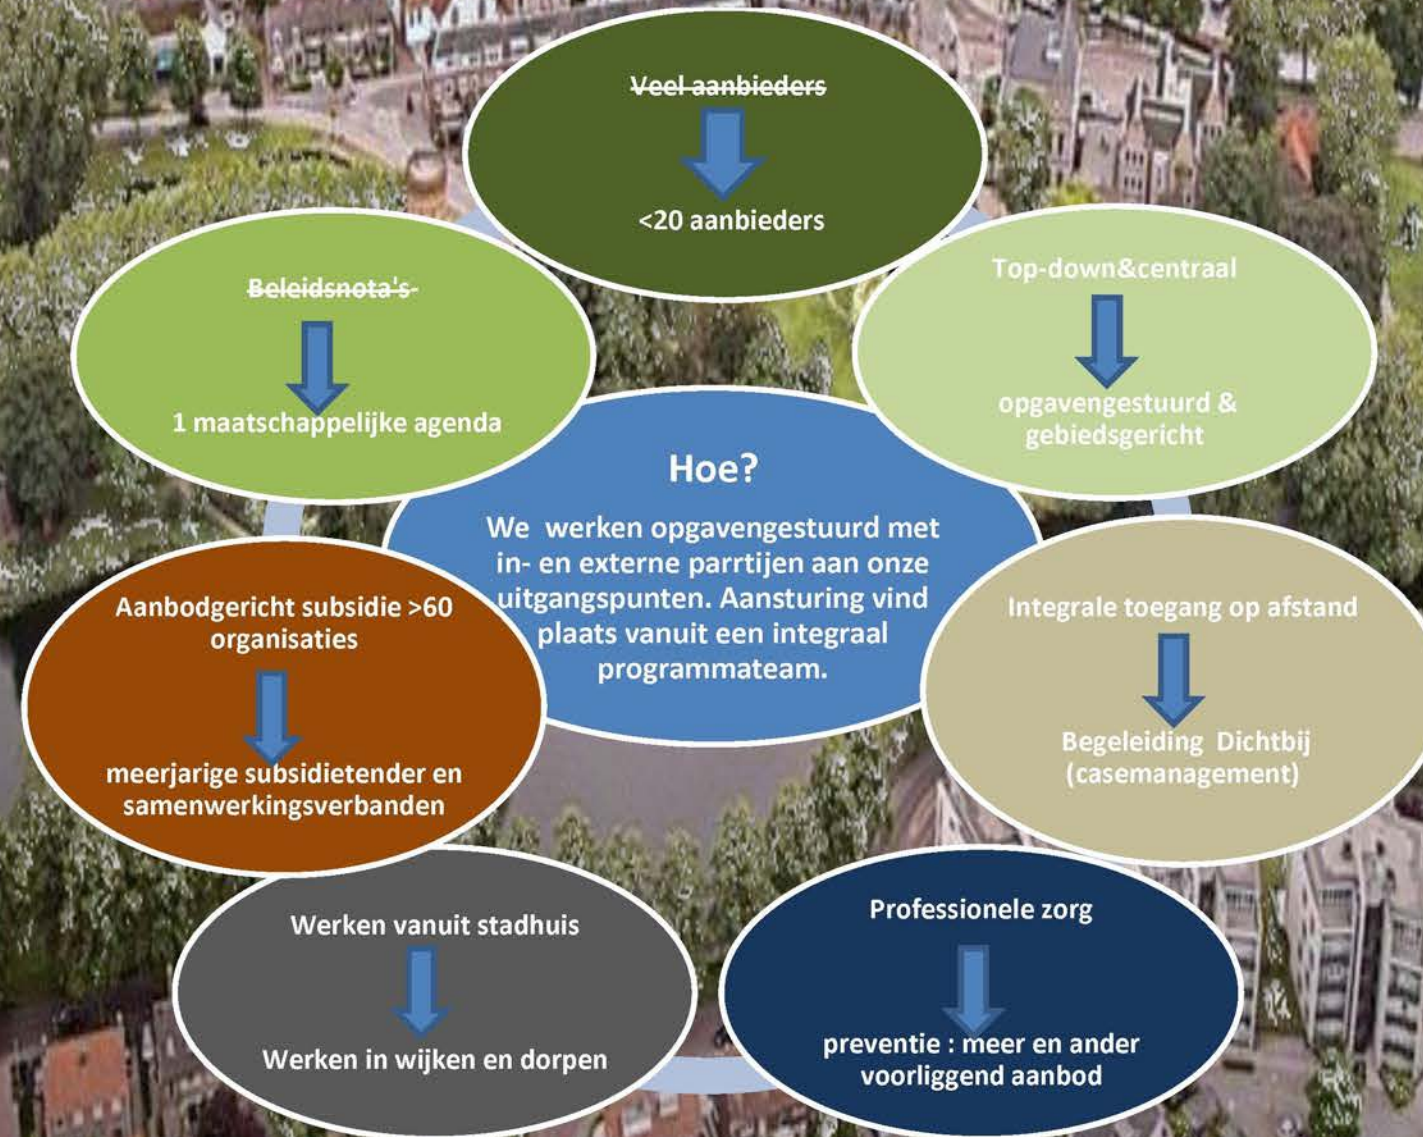 Veel aanbieders
<20 aanbieders
Top-down&centraal
opgavengestuurd &
gebiedsgericht
Integrale toegang op afstand
Begeleiding Dichtbij
(casemanagement)
Professionele zorg
preventie : meer en ander
voorliggend aanbod
Werken vanuit stadhuis
Werken in wijken en dorpen
Aanbodgericht subsidie >60
organisaties
meerjarige subsidietender en
samenwerkingsverbanden
Beleidsnota's-
1 maatschappelijke agenda
Hoe?
We werken opgavengestuurd met
in- en externe parrtijen aan onze
uitgangspunten. Aansturing vind
plaats vanuit een integraal
programmateam.